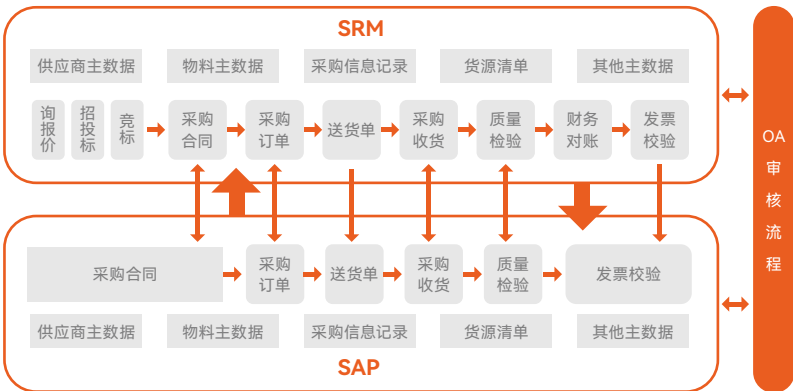 SRM
供应商主数据
物料主数据
采购信息记录
货源清单
其他主数据
询
报
价
招
投
标
竞
标
采购
合同
采购
订单
送货单
采购
收货
质量
检验
财务
对账
发票
校验
采购合同
采购
订单
送货单
采购
收货
质量
检验
发票校验
供应商主数据
物料主数据
采购信息记录
货源清单
其他主数据
SAP
OA
审
核
流
程